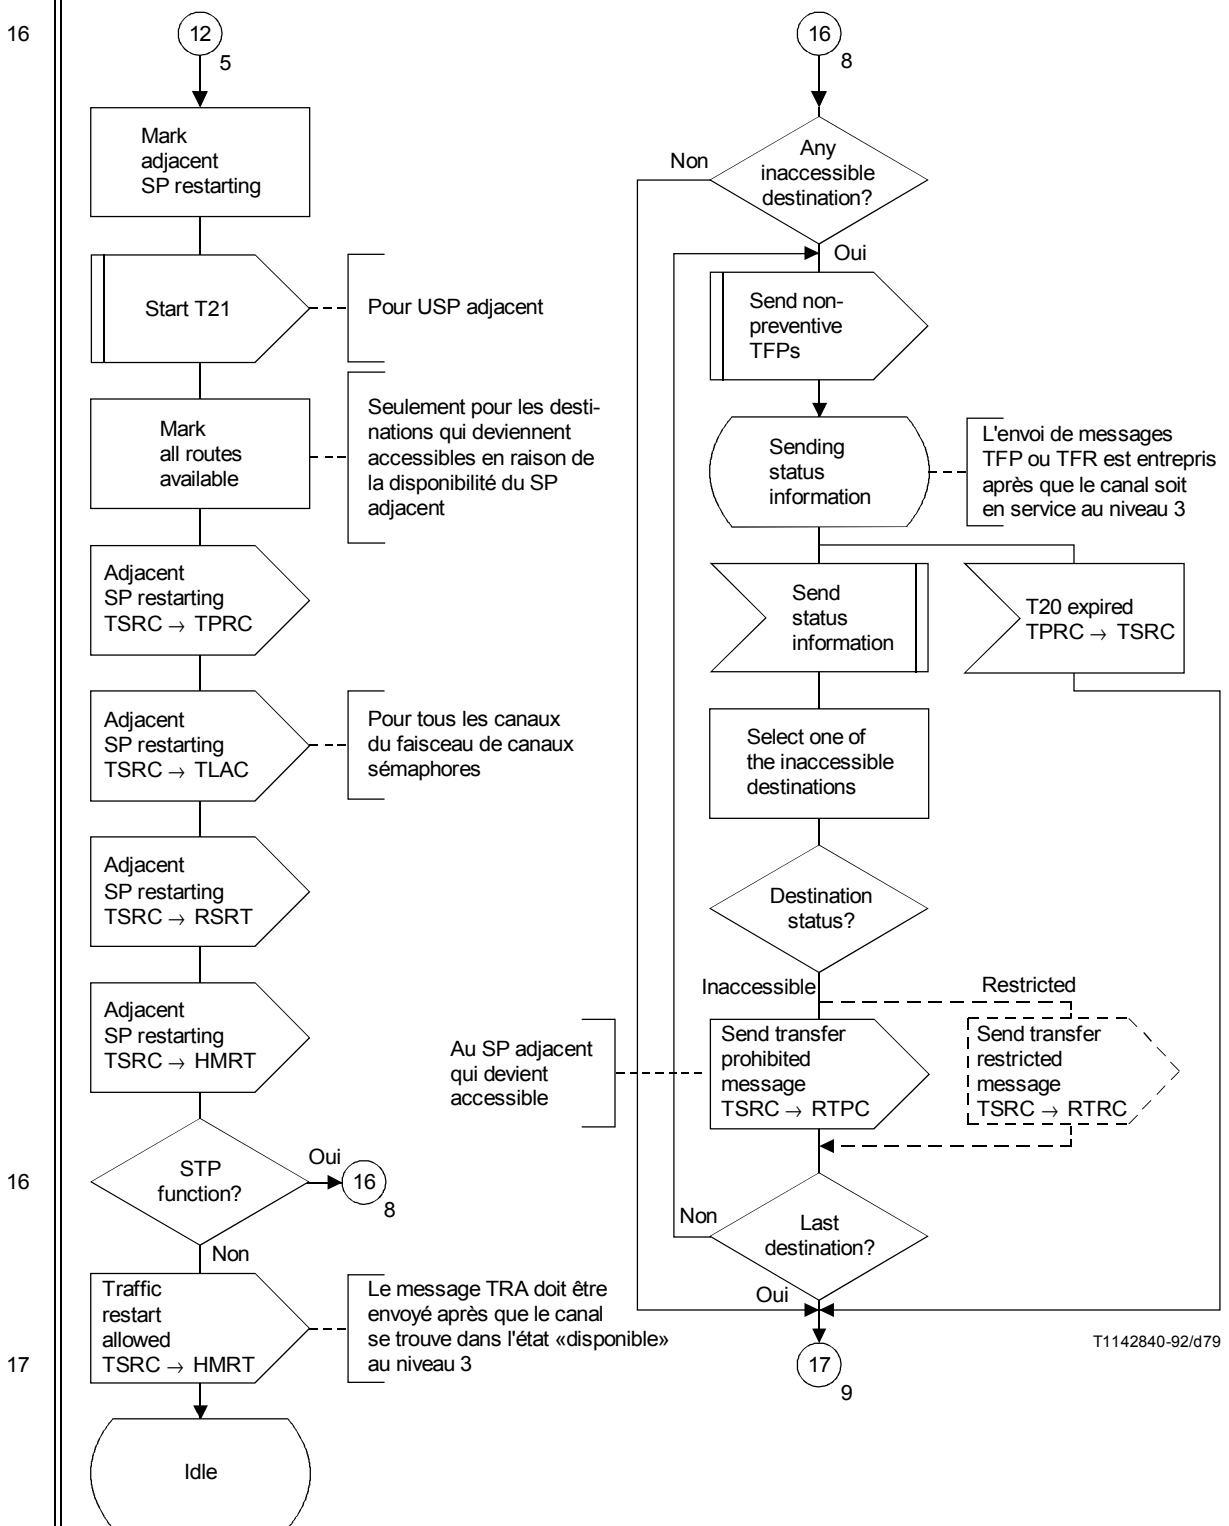 16
12
5
Mark
adjacent
SP restarting
Start T21
Pour USP adjacent
Mark
all routes
available
Seulement pour les desti-
nations qui deviennent
accessibles en raison de
la disponibilité du SP
adjacent
Adjacent
SP restarting
TSRC → TPRC
Adjacent
SP restarting
TSRC → TLAC
Pour tous les canaux
du faisceau de canaux
sémaphores
Adjacent
SP restarting
TSRC → RSRT
Adjacent
SP restarting
TSRC → HMRT
16
STP
function?
Oui
16
8
Non
17
Traffic
restart
allowed
TSRC → HMRT
Le message TRA doit être
envoyé après que le canal
se trouve dans l'état «disponible»
au niveau 3
Idle
16
8
Any
inaccessible
destination?
Non
Oui
Send non-
preventive
TFPs
Sending
status
information
L'envoi de messages
TFP ou TFR est entrepris
après que le canal soit
en service au niveau 3
Send
status
information
T20 expired
TPRC → TSRC
Select one of
the inaccessible
destinations
Destination
status?
Inaccessible
Restricted
Au SP adjacent
qui devient
accessible
Send transfer
prohibited
message
TSRC → RTPC
Send transfer
restricted
message
TSRC → RTRC
Non
Last
destination?
Oui
17
9
T1142840-92/d79